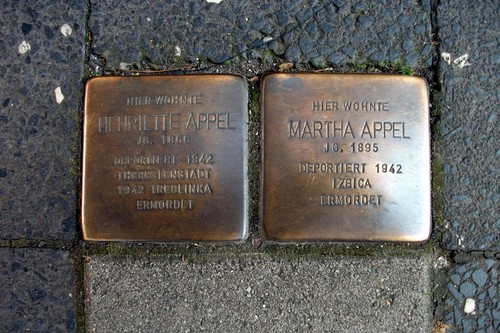 HIER WOHNTE
HENRIETTE APPEL
JG. 1866
DEPORTIERT 1942
THERESIENSTADT
1942 TREBLINKA
ERMORDET
HIER WOHNTE
MARTHA APPEL
JG. 1895
DEPORTIERT 1942
IZBICA
ERMORDET